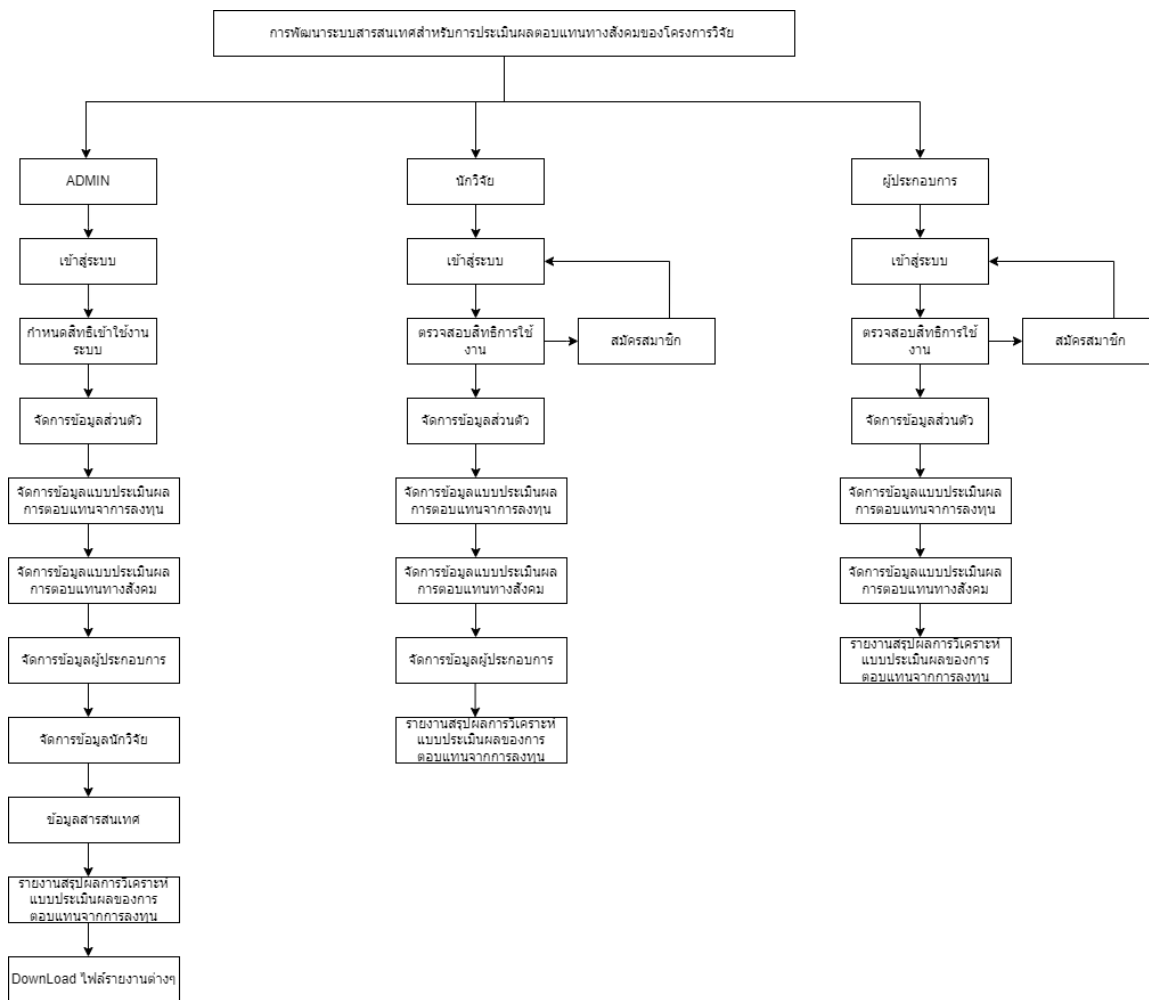 การพัฒนาระบบสารสนเทศสำหรับการประเมินผลตอบแทนทางสังคมของโครงการวิจัย
ADMIN
นักวิจัย
ผู้ประกอบการ
เข้าสู่ระบบ
เข้าสู่ระบบ
เข้าสู่ระบบ
กำหนดสิทธิเข้าใช้งาน
ระบบ
ตรวจสอบสิทธิการใช้
งาน
สมัครสมาชิก
ตรวจสอบสิทธิการใช้
งาน
สมัครสมาชิก
จัดการข้อมูลส่วนตัว
จัดการข้อมูลส่วนตัว
จัดการข้อมูลส่วนตัว
จัดการข้อมูลแบบประเมินผล
การตอบแทนจาการลงทุน
จัดการข้อมูลแบบประเมินผล
การตอบแทนจาการลงทุน
จัดการข้อมูลแบบประเมินผล
การตอบแทนจาการลงทุน
จัดการข้อมูลแบบประเมินผล
การตอบแทนทางสังคม
จัดการข้อมูลแบบประเมินผล
การตอบแทนทางสังคม
จัดการข้อมูลแบบประเมินผล
การตอบแทนทางสังคม
จัดการข้อมูลผู้ประกอบการ
จัดการข้อมูลผู้ประกอบการ
รายงานสรุปผลการวิเคราะห์
แบบประเมินผลของการ
ตอบแทนจากการลงทุน
จัดการข้อมูลนักวิจัย
รายงานสรุปผลการวิเคราะห์
แบบประเมินผลของการ
ตอบแทนจากการลงทุน
ข้อมูลสารสนเทศ
รายงานสรุปผลการวิเคราะห์
แบบประเมินผลของการ
ตอบแทนจากการลงทุน
DownLoad ไฟล์รายงานต่างๆ